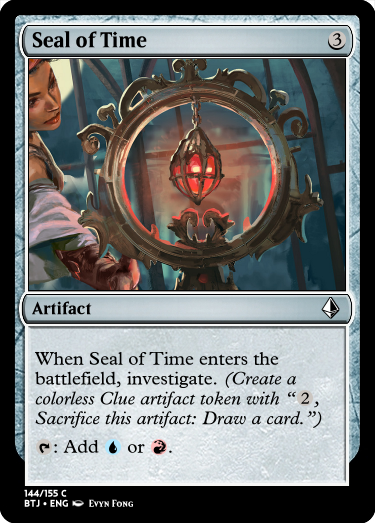 Seal of Time 3
Artifact
When Seal of Time enters the
battlefield, investigate. (Create a
colorless Clue artifact token with “ 2 ,
Sacrifice this artifact: Draw a card.”)
: Add or .
144/155 C
BTJ • ENG Evyn Fong